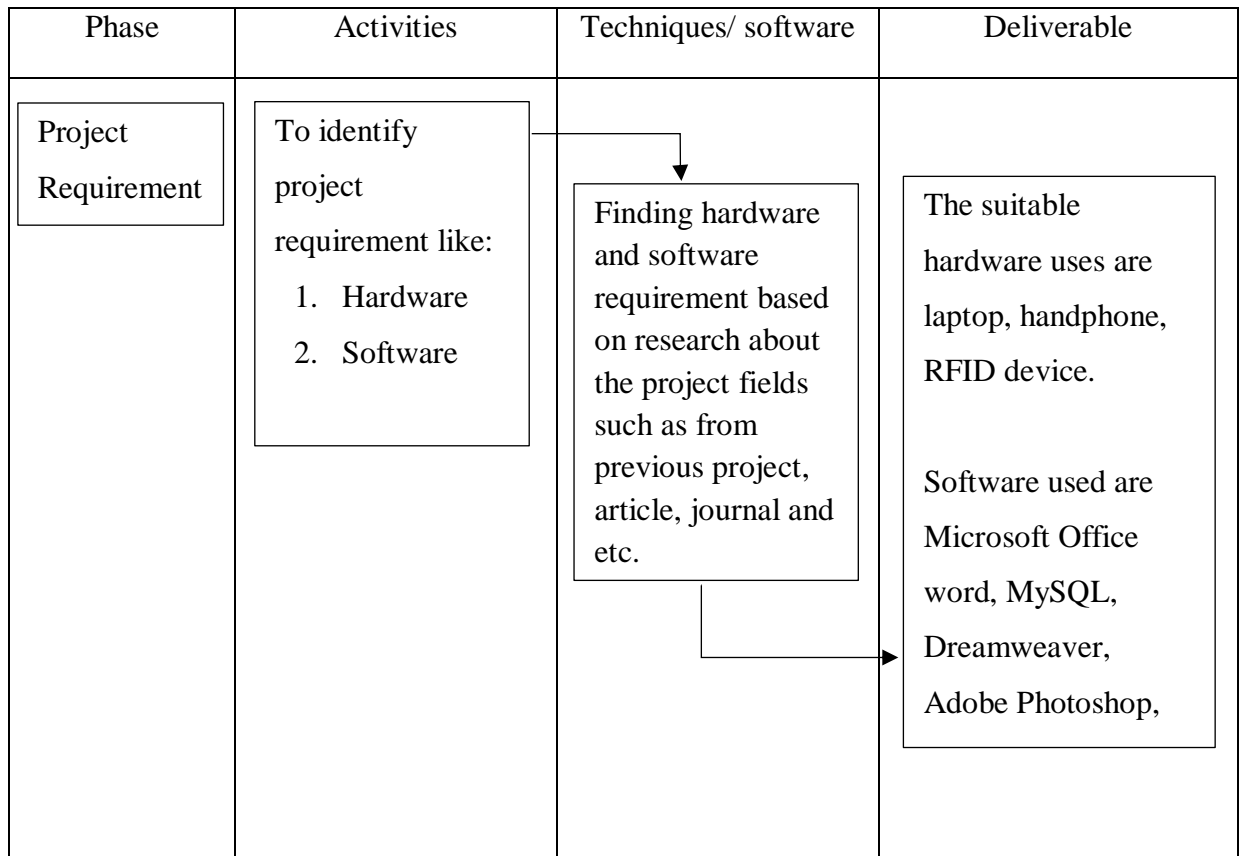 Phase
Activities
Techniques/ software
Deliverable
Project
Requirement
To identify
project
requirement like:
1. Hardware
2. Software
Finding hardware
and software
requirement based
on research about
the project fields
such as from
previous project,
article, journal and
etc.
The suitable
hardware uses are
laptop, handphone,
RFID device.
Software used are
Microsoft Office
word, MySQL,
Dreamweaver,
Adobe Photoshop,